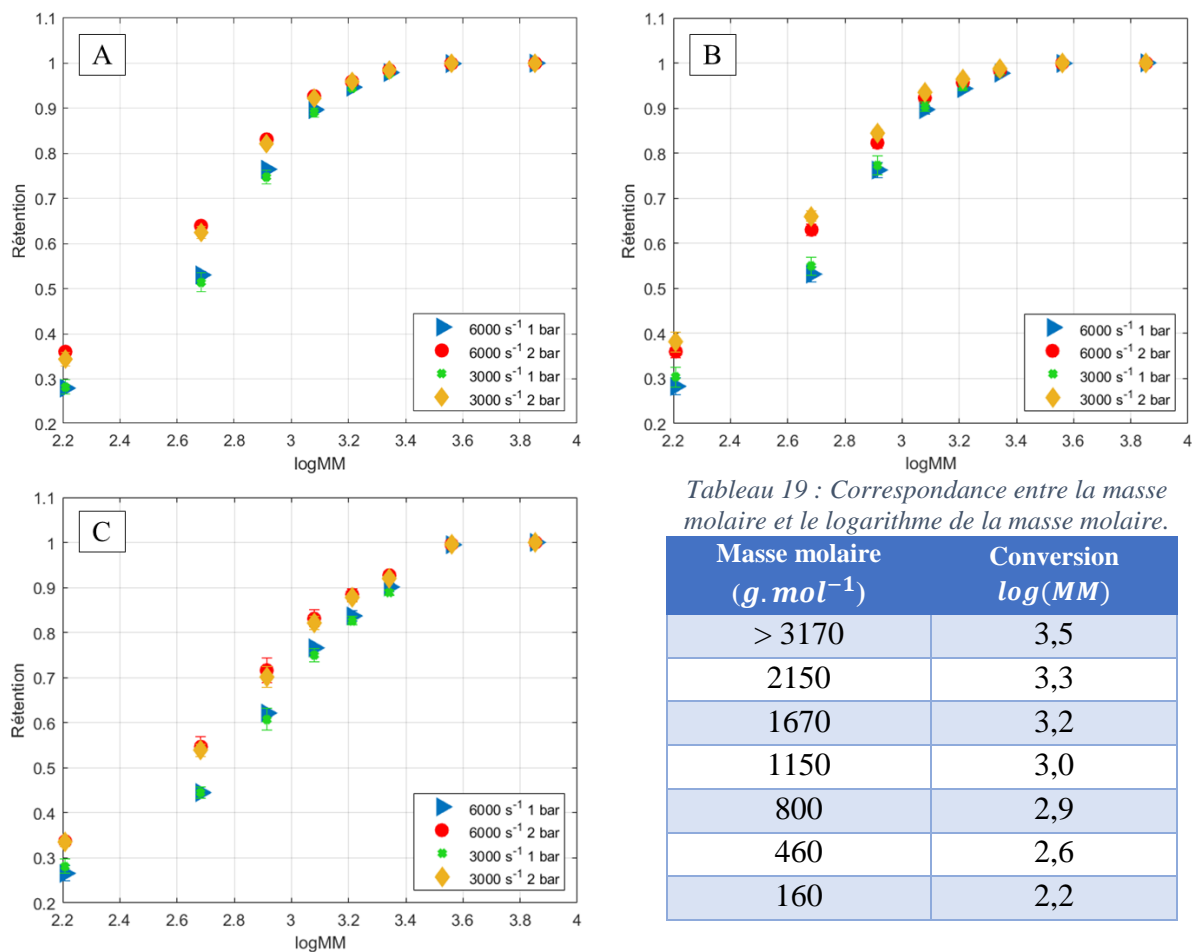 A
1.1
1
0.9
0.8
0.7
0.6
0.5
0.4
0.3
0.2
Rétention
6000 s⁻¹ 1 bar
6000 s⁻¹ 2 bar
3000 s⁻¹ 1 bar
3000 s⁻¹ 2 bar
2.2 2.4 2.6 2.8 3 3.2 3.4 3.6 3.8 4
logMM
B
1.1
1
0.9
0.8
0.7
0.6
0.5
0.4
0.3
0.2
Rétention
6000 s⁻¹ 1 bar
6000 s⁻¹ 2 bar
3000 s⁻¹ 1 bar
3000 s⁻¹ 2 bar
2.2 2.4 2.6 2.8 3 3.2 3.4 3.6 3.8 4
logMM
C
1.1
1
0.9
0.8
0.7
0.6
0.5
0.4
0.3
0.2
Rétention
6000 s⁻¹ 1 bar
6000 s⁻¹ 2 bar
3000 s⁻¹ 1 bar
3000 s⁻¹ 2 bar
2.2 2.4 2.6 2.8 3 3.2 3.4 3.6 3.8 4
logMM
Tableau 19 : Correspondance entre la masse
molaire et le logarithme de la masse molaire.
Masse molaire Conversion
(g.mol⁻¹) log(MM)
> 3170 3,5
2150 3,3
1670 3,2
1150 3,0
800 2,9
460 2,6
160 2,2